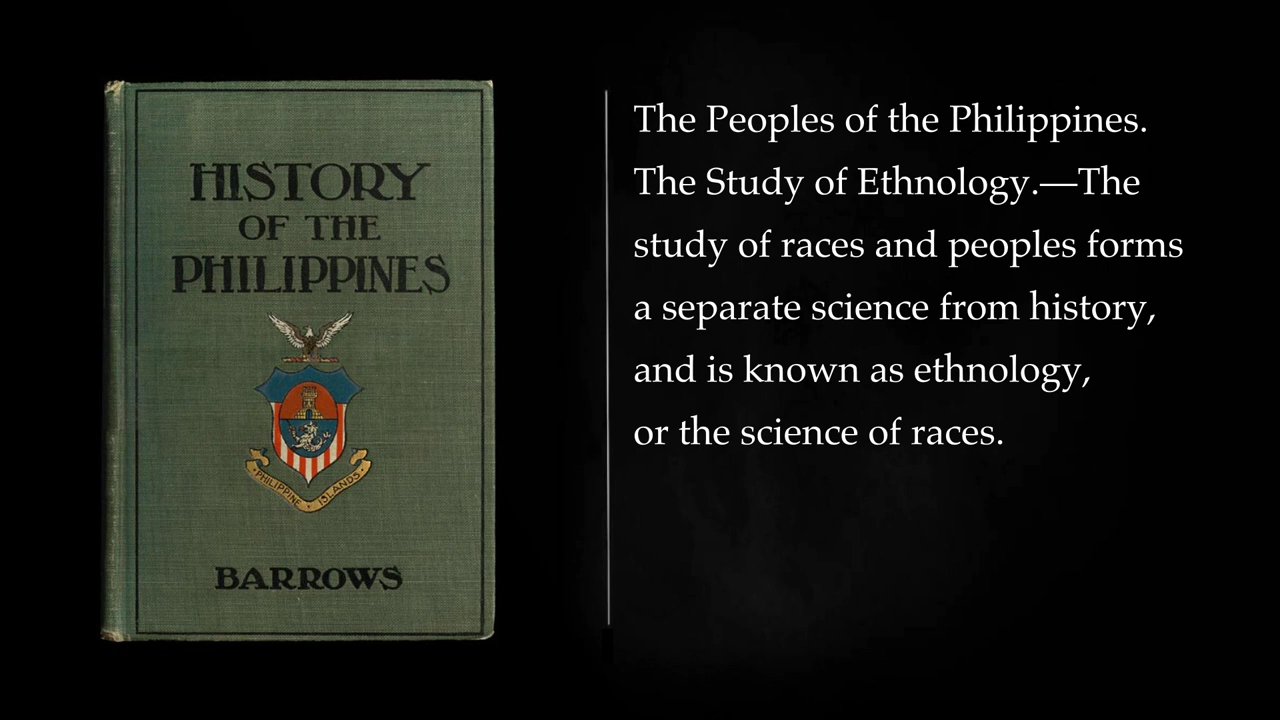 HISTORY
OF THE
PHILIPPINES
PHILIPPINE ISLANDS
BARROWS
The Peoples of the Philippines.
The Study of Ethnology.—The
study of races and peoples forms
a separate science from history,
and is known as ethnology,
or the science of races.